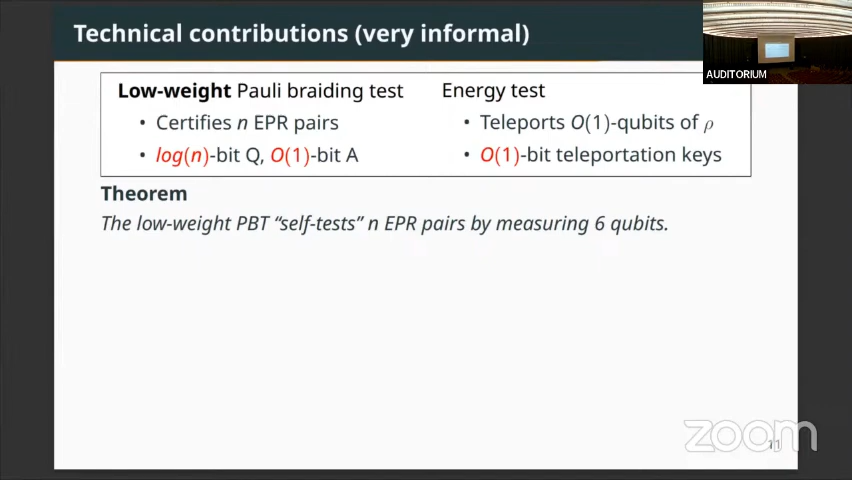 Technical contributions (very informal)
AUDITORIUM
Low-weight Pauli braiding test
• Certifies n EPR pairs
• log(n)-bit Q, O(1)-bit A
Energy test
• Teleports O(1)-qubits of ρ
• O(1)-bit teleportation keys
Theorem
The low-weight PBT “self-tests” n EPR pairs by measuring 6 qubits.
zoom
11